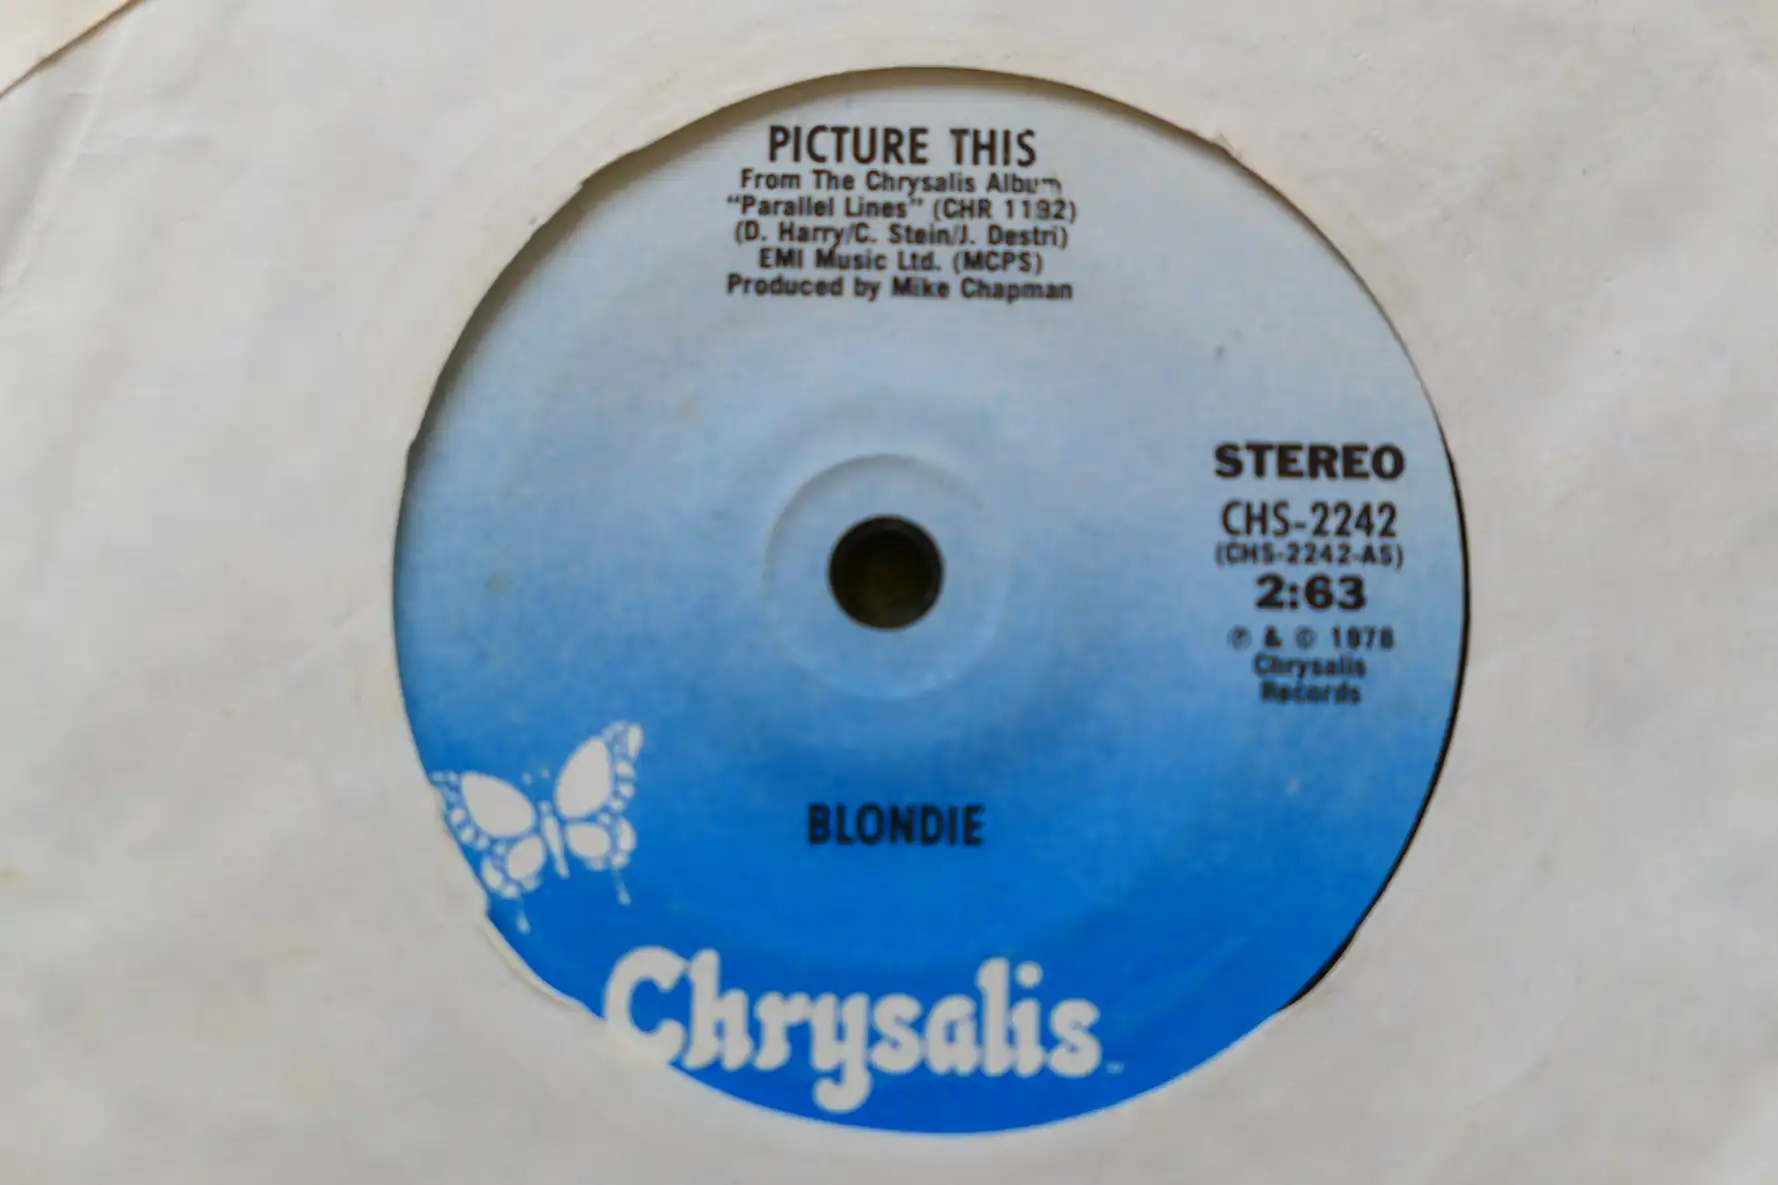 PICTURE THIS
From The Chrysalis Album
"Parallel Lines" (CHR 1192)
(D. Harry/C. Stein/J. Destri)
EMI Music Ltd. (MCPS)
Produced by Mike Chapman
STEREO
CHS-2242
(CHS-2242-AS)
2:63
℗ & © 1978
Chrysalis
Records
BLONDIE
Chrysalis